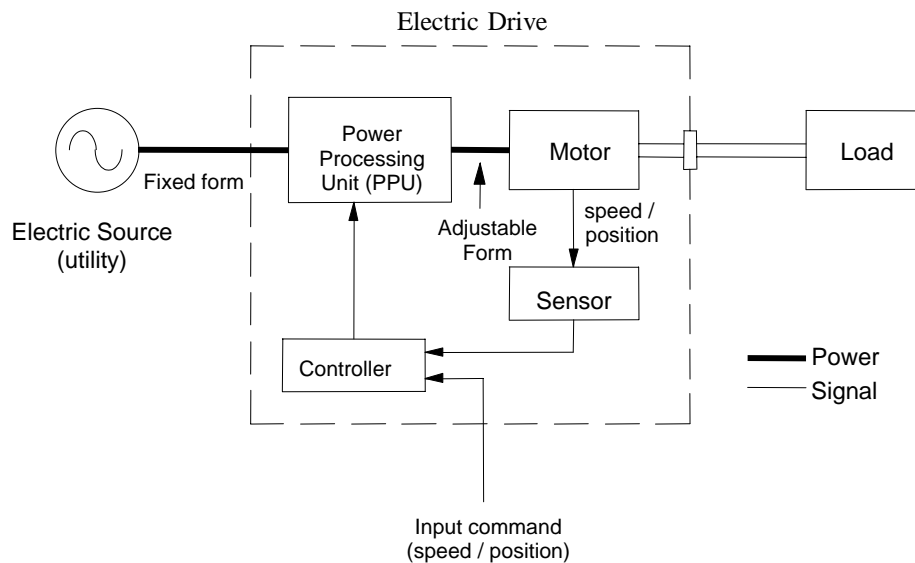 Electric Drive
Power
Processing
Unit (PPU)
Motor
Load
Fixed form
Electric Source
(utility)
Adjustable
Form
speed /
position
Sensor
Controller
Power
Signal
Input command
(speed / position)